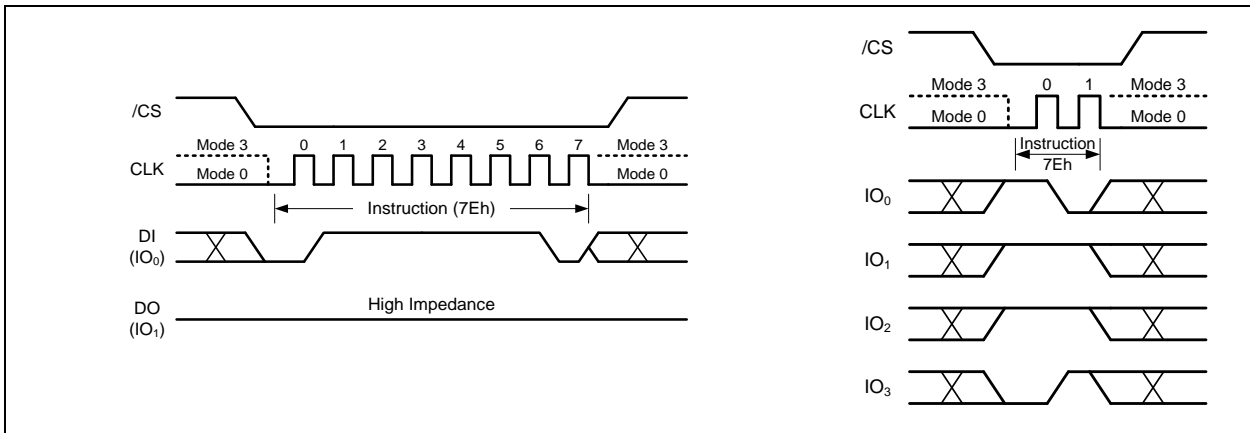 /CS
Mode 3 0 1 2 3 4 5 6 7 Mode 3
CLK
Mode 0 Mode 0
Instruction (7Eh)
DI
(IO₀)
High Impedance
DO
(IO₁)
/CS
Mode 3 0 1 Mode 3
CLK
Mode 0 Mode 0
Instruction
7Eh
IO₀
IO₁
IO₂
IO₃